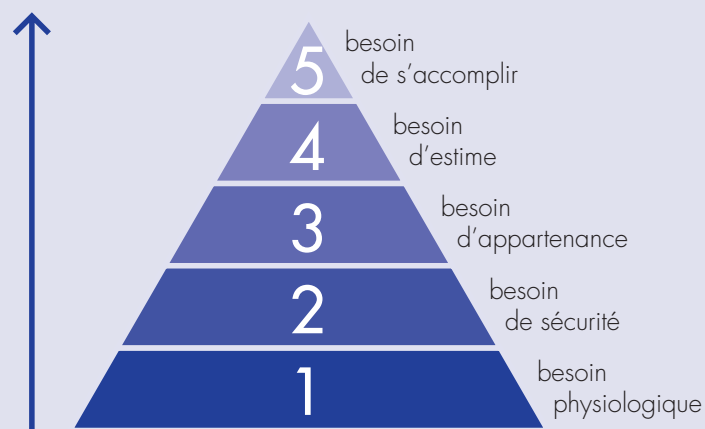 5
besoin
de s’accomplir
4
besoin
d’estime
3
besoin
d’appartenance
2
besoin
de sécurité
1
besoin
physiologique